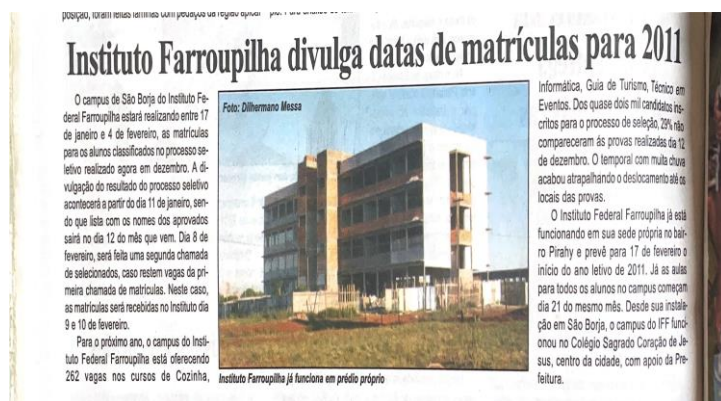 posição, foram feitas lâminas com pedaços da região apical
Instituto Farroupilha divulga datas de matrículas para 2011
O campus de São Borja do Instituto Fe-
deral Farroupilha estará realizando entre 17
de janeiro e 4 de fevereiro, as matrículas
para os alunos classificados no processo se-
letivo realizado agora em dezembro. A di-
vulgação do resultado do processo seletivo
acontecerá a partir do dia 11 de janeiro, sen-
do que lista com os nomes dos aprovados
sairá no dia 12 do mês que vem. Dia 8 de
fevereiro, será feita uma segunda chamada
de selecionados, caso restem vagas da pri-
meira chamada de matrículas. Neste caso,
as matrículas será recebidas no Instituto dia
9 e 10 de fevereiro.
Para o próximo ano, o campus do Insti-
tuto Federal Farroupilha está oferecendo
262 vagas nos cursos de Cozinha,
Foto: Dilhermano Messa
Instituto Farroupilha já funciona em prédio próprio
Informática, Guia de Turismo, Técnico em
Eventos. Dos quase dois mil candidatos ins-
critos para o processo de seleção, 29% não
compareceram às provas realizadas dia 12
de dezembro. O temporal com muita chuva
acabou atrapalhando o deslocamento até os
locais das provas.
O Instituto Federal Farroupilha já está
funcionando em sua sede própria no bair-
ro Pirahy e prevê para 17 de fevereiro o
início do ano letivo de 2011. Já as aulas
para todos os alunos no campus começam
dia 21 do mesmo mês. Desde sua instala-
ção em São Borja, o campus do IFF funci-
onou no Colégio Sagrado Coração de Je-
sus, centro da cidade, com apoio da Pre-
feitura.